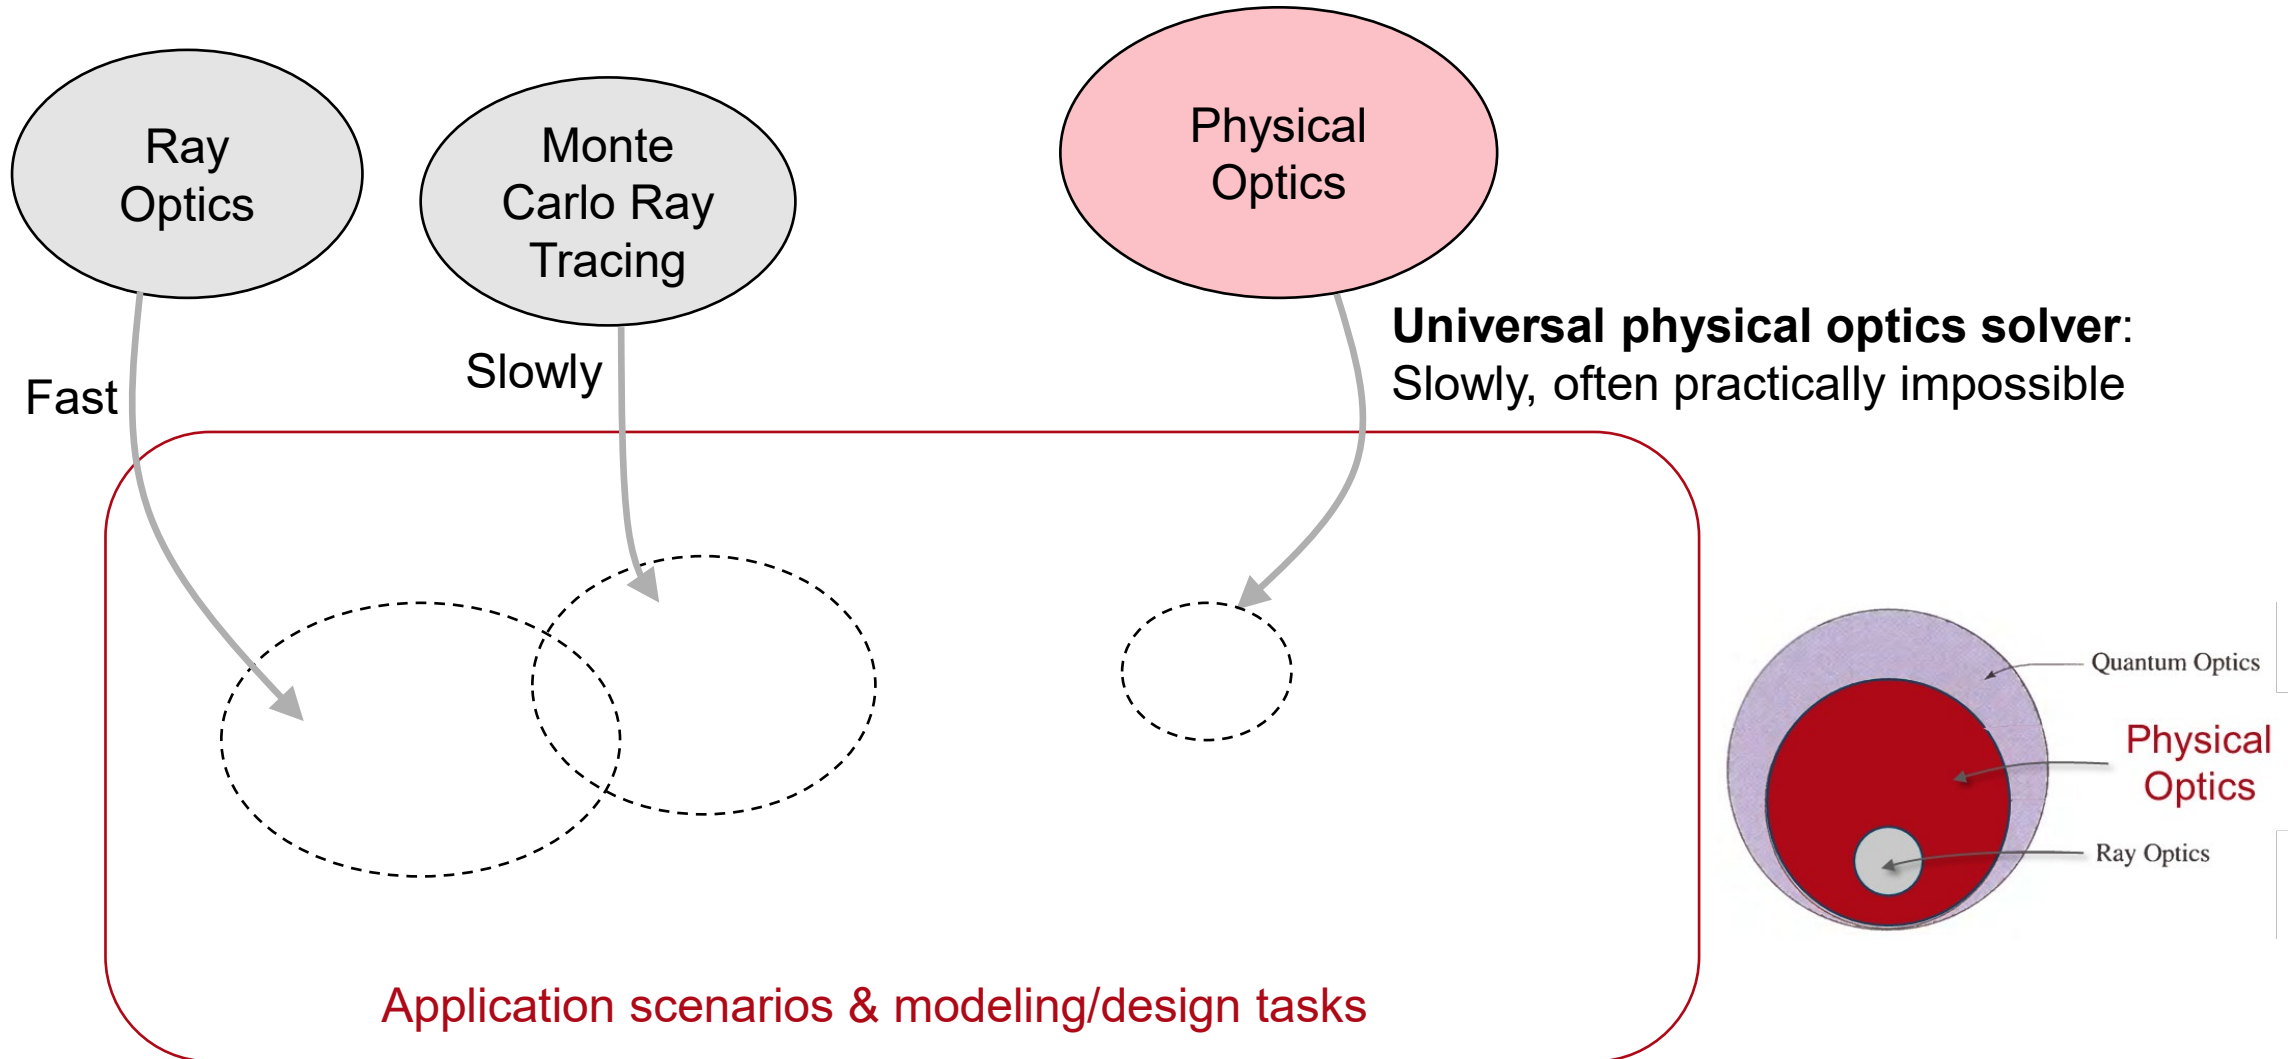 Ray
Optics
Monte
Carlo Ray
Tracing
Physical
Optics
Fast
Slowly
Universal physical optics solver:
Slowly, often practically impossible
Quantum Optics
Physical
Optics
Ray Optics
Application scenarios & modeling/design tasks